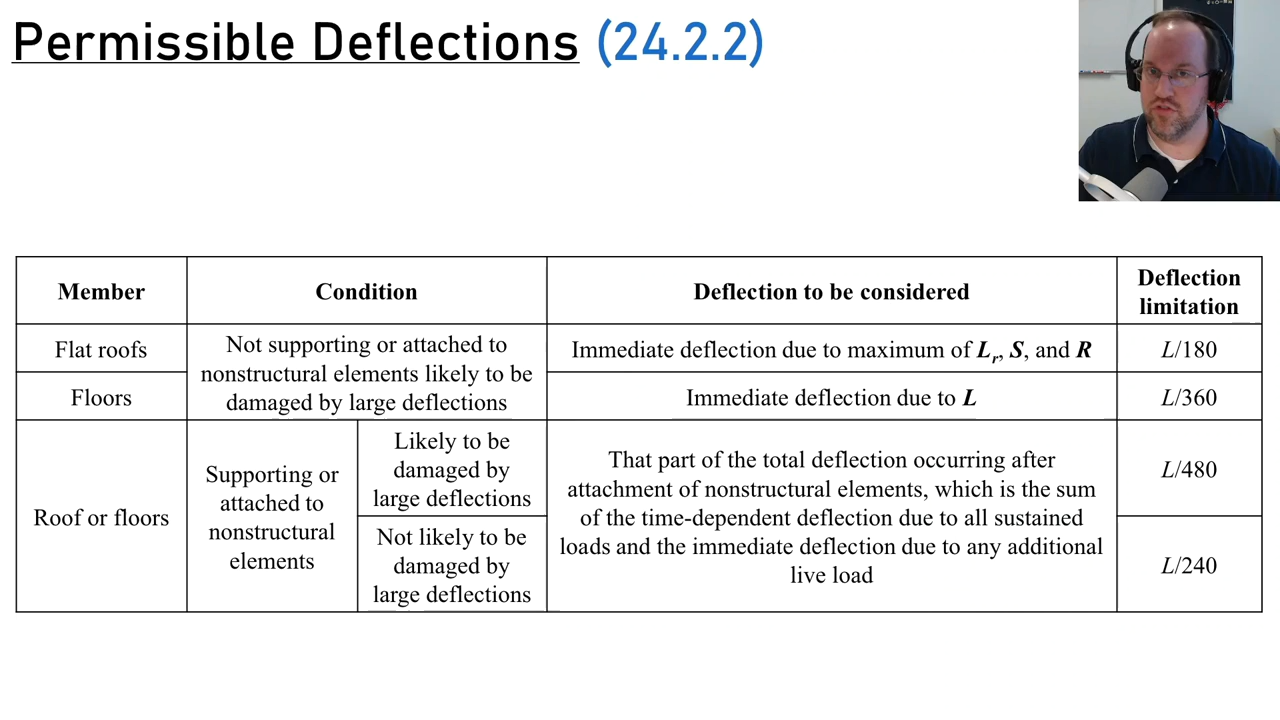 Permissible Deflections (24.2.2)
Member
Condition
Deflection to be considered
Deflection
limitation
Flat roofs
Not supporting or attached to
nonstructural elements likely to be
damaged by large deflections
Immediate deflection due to maximum of Lr, S, and R
L/180
Floors
Immediate deflection due to L
L/360
Roof or floors
Supporting or
attached to
nonstructural
elements
Likely to be
damaged by
large deflections
That part of the total deflection occurring after
attachment of nonstructural elements, which is the sum
of the time-dependent deflection due to all sustained
loads and the immediate deflection due to any additional
live load
L/480
Not likely to be
damaged by
large deflections
L/240